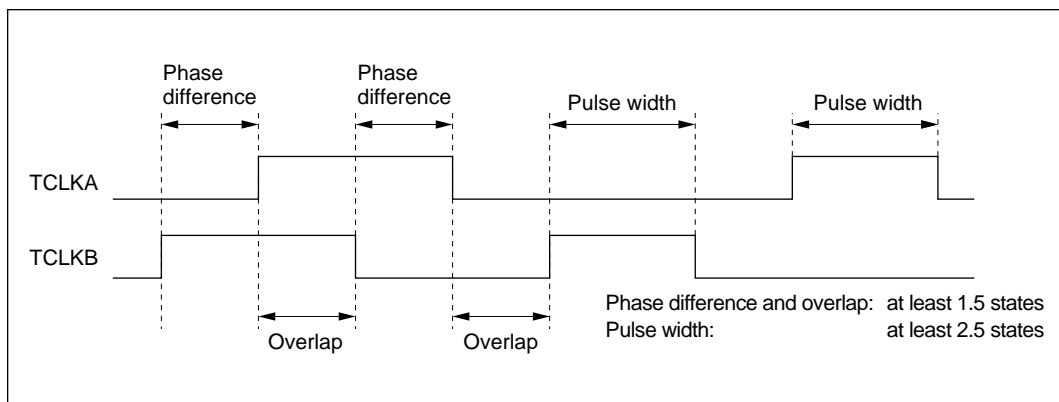 Phase
difference
Phase
difference
Pulse width
Pulse width
TCLKA
TCLKB
Overlap
Overlap
Phase difference and overlap: at least 1.5 states
Pulse width: at least 2.5 states